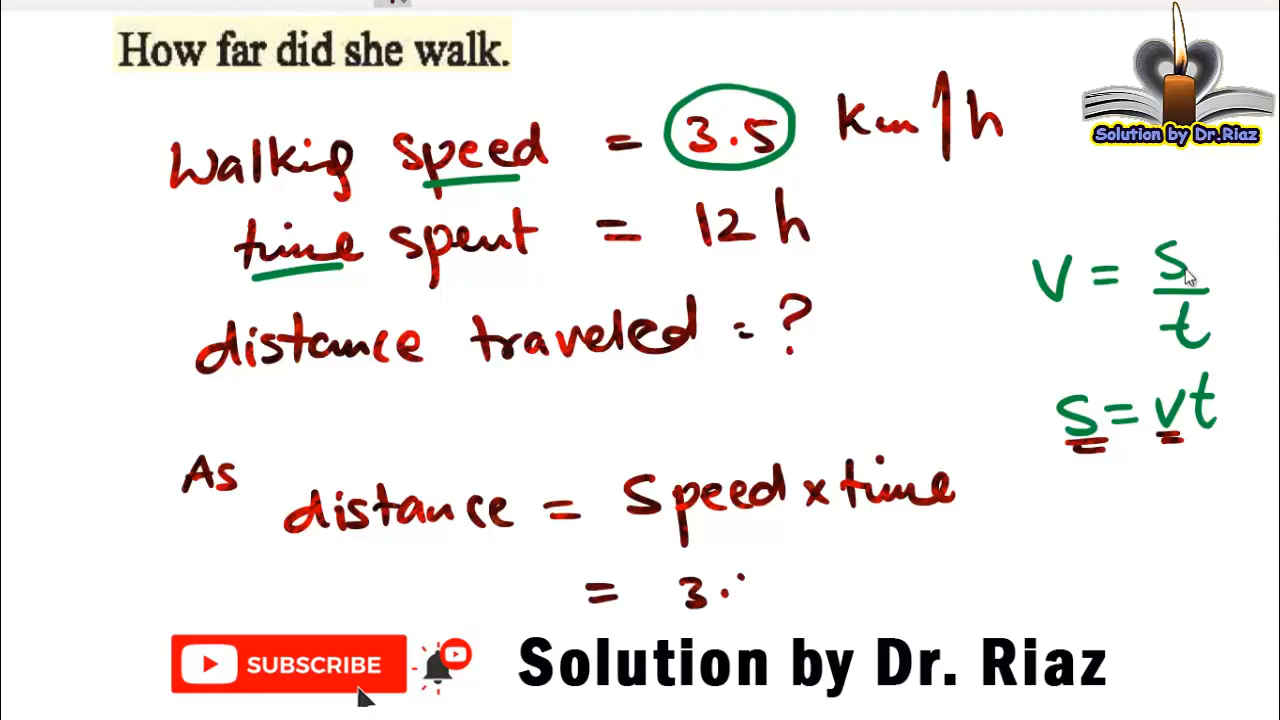 How far did she walk.
Solution by Dr.Riaz
Walking speed = 3.5 km/h
time spent = 12 h
v = s/t
distance traveled = ?
s = vt
As distance = Speed x time
= 3.
SUBSCRIBE
Solution by Dr. Riaz